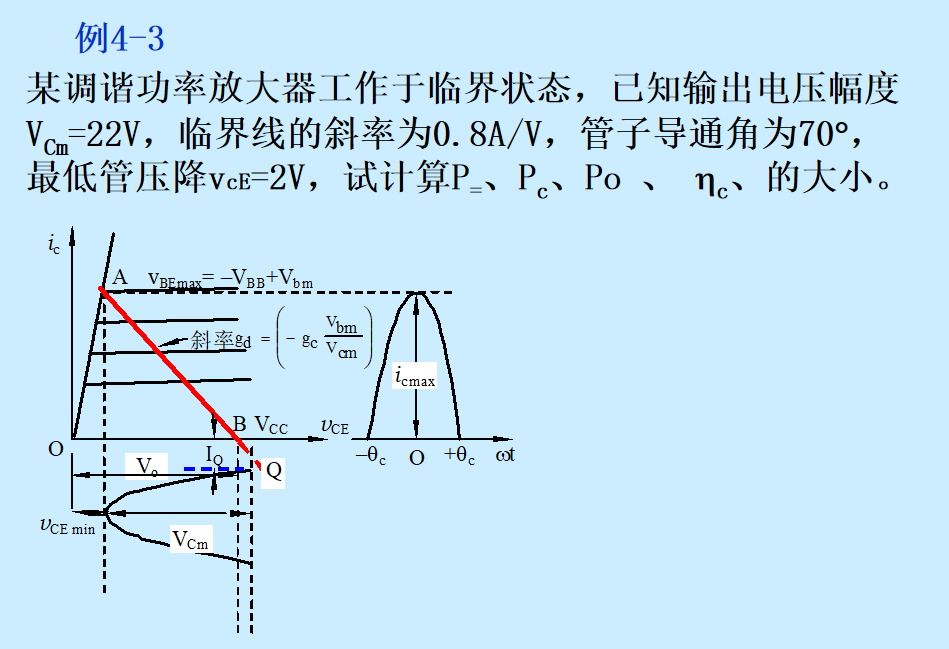 例4-3
某调谐功率放大器工作于临界状态，已知输出电压幅度
VCm=22V，临界线的斜率为0.8A/V，管子导通角为70°，
最低管压降vcE=2V，试计算P=、Pc、Po 、 ηc、的大小。
ic
A vBEmax= –VBB+Vbm
斜率gd = ( – gc Vbm/Vcm )
icmax
B VCC υCE
O IQ –θc O +θc ωt
Vo Q
υCE min
VCm